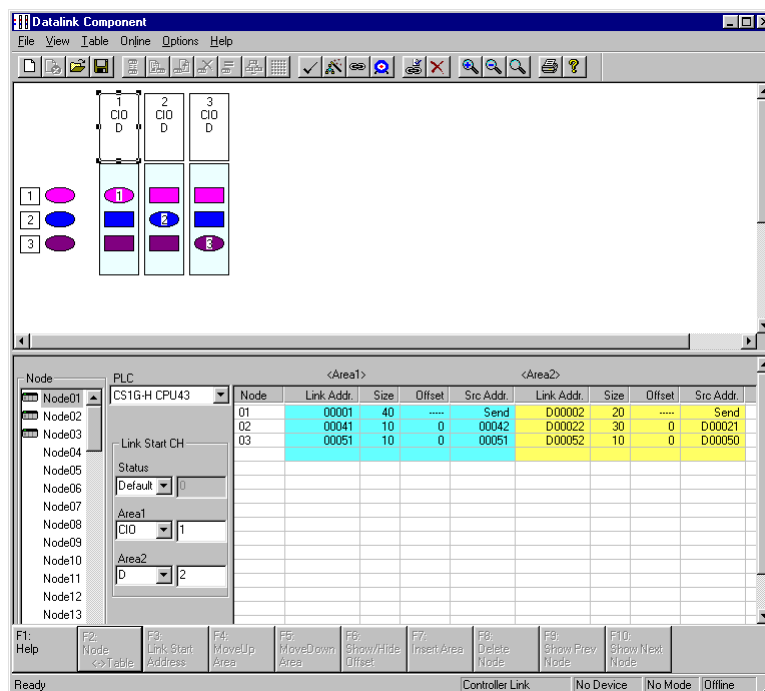 Datalink Component
File View Table Online Options Help
1 2 3
CIO CIO CIO
D D D
1 1
2 2
3 3
Node
Node01
Node02
Node03
Node04
Node05
Node06
Node07
Node08
Node09
Node10
Node11
Node12
Node13
PLC
CS1G-H CPU43
Link Start CH
Status
Default 0
Area1
CIO 1
Area2
D 2
<Area1> <Area2>
Node Link Addr. Size Offset Src Addr. Link Addr. Size Offset Src Addr.
01 00001 40 ----- Send D00002 20 ----- Send
02 00041 10 0 00042 D00022 30 0 D00021
03 00051 10 0 00051 D00052 10 0 D00050
F1: Help
F2: Node <->Table
F3: Link Start Address
F4: MoveUp Area
F5: MoveDown Area
F6: Show/Hide Offset
F7: Insert Area
F8: Delete Node
F9: Show Prev Node
F10: Show Next Node
Ready Controller Link No Device No Mode Offline